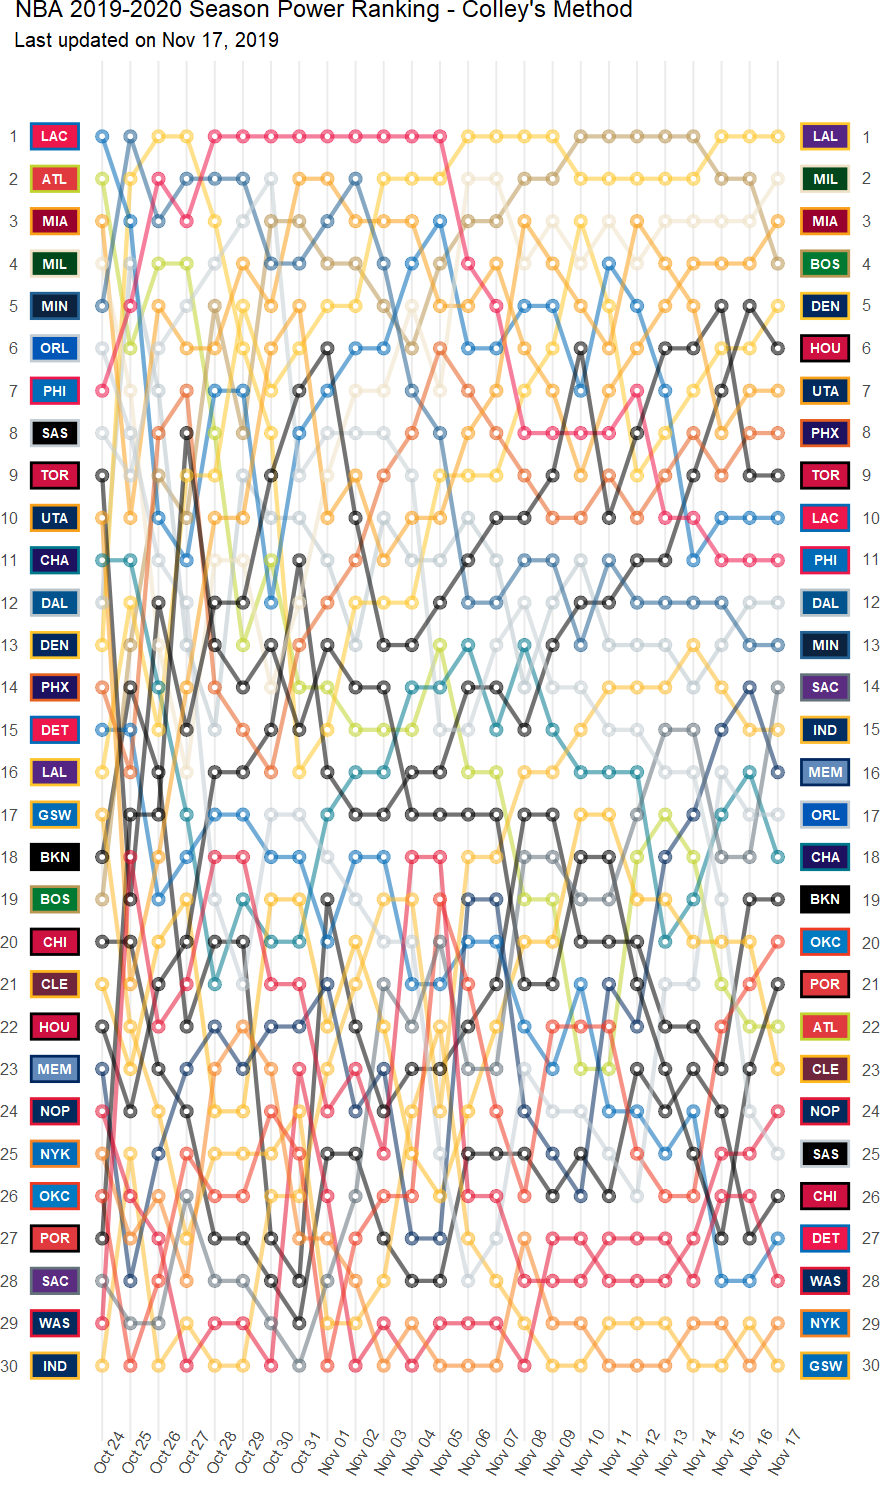 NBA 2019-2020 Season Power Ranking - Colley's Method
Last updated on Nov 17, 2019
1 LAC LAL 1
2 ATL MIL 2
3 MIA MIA 3
4 MIL BOS 4
5 MIN DEN 5
6 ORL HOU 6
7 PHI UTA 7
8 SAS PHX 8
9 TOR TOR 9
10 UTA LAC 10
11 CHA PHI 11
12 DAL DAL 12
13 DEN MIN 13
14 PHX SAC 14
15 DET IND 15
16 LAL MEM 16
17 GSW ORL 17
18 BKN CHA 18
19 BOS BKN 19
20 CHI OKC 20
21 CLE POR 21
22 HOU ATL 22
23 MEM CLE 23
24 NOP NOP 24
25 NYK SAS 25
26 OKC CHI 26
27 POR DET 27
28 SAC WAS 28
29 WAS NYK 29
30 IND GSW 30
Oct 24 Oct 25 Oct 26 Oct 27 Oct 28 Oct 29 Oct 30 Oct 31 Nov 01 Nov 02 Nov 03 Nov 04 Nov 05 Nov 06 Nov 07 Nov 08 Nov 09 Nov 10 Nov 11 Nov 12 Nov 13 Nov 14 Nov 15 Nov 16 Nov 17